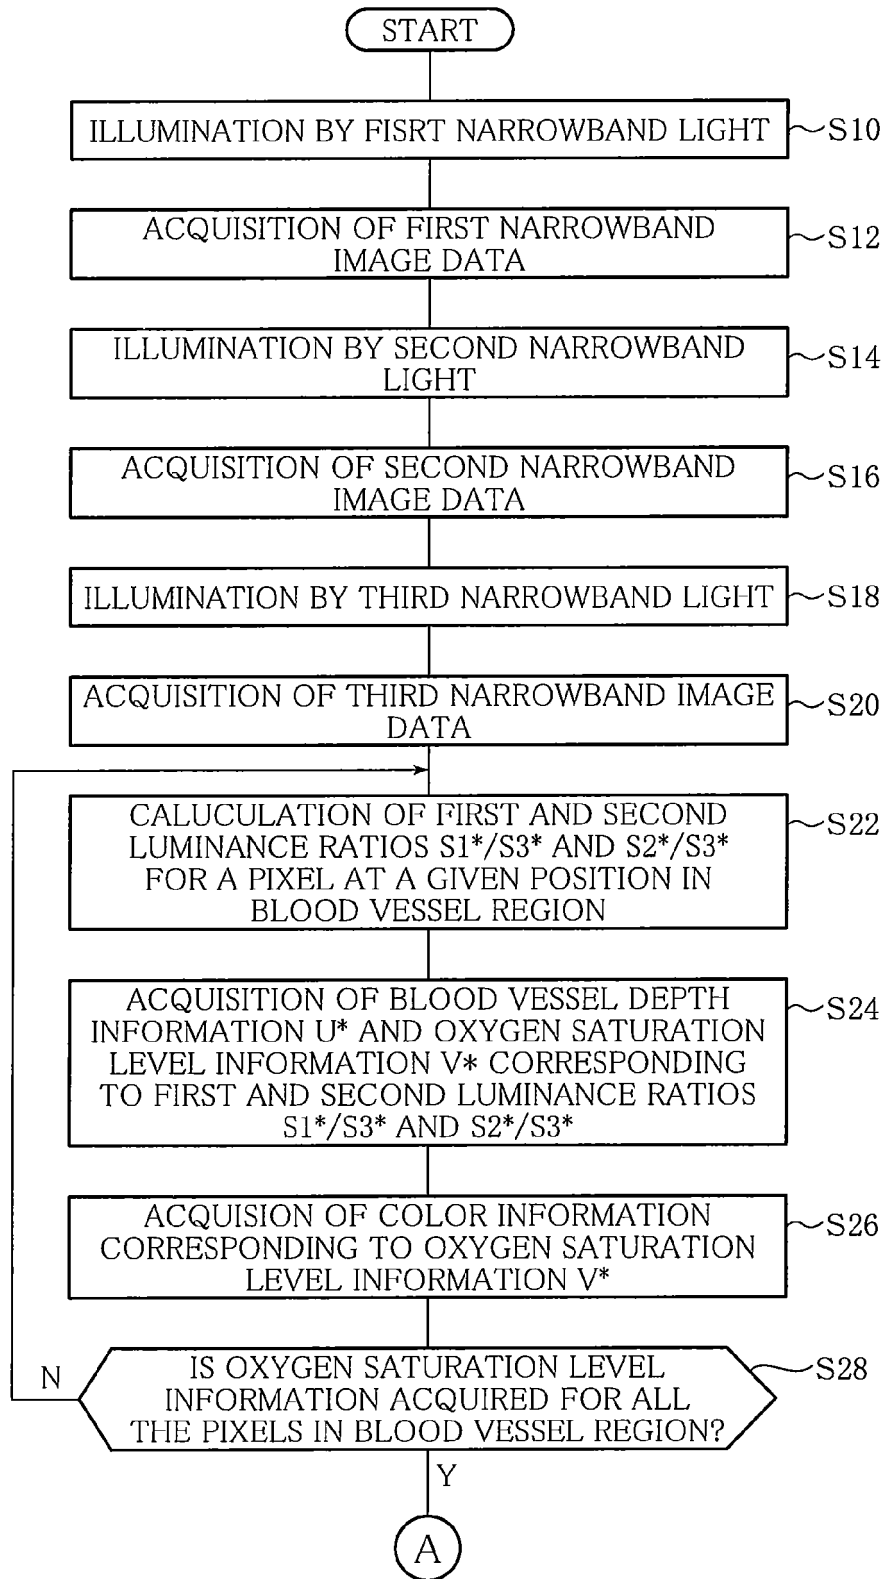 START
ILLUMINATION BY FISRT NARROWBAND LIGHT
S10
ACQUISITION OF FIRST NARROWBAND
IMAGE DATA
S12
ILLUMINATION BY SECOND NARROWBAND
LIGHT
S14
ACQUISITION OF SECOND NARROWBAND
IMAGE DATA
S16
ILLUMINATION BY THIRD NARROWBAND LIGHT
S18
ACQUISITION OF THIRD NARROWBAND IMAGE
DATA
S20
CALUCULATION OF FIRST AND SECOND
LUMINANCE RATIOS S1*/S3* AND S2*/S3*
FOR A PIXEL AT A GIVEN POSITION IN
BLOOD VESSEL REGION
S22
ACQUISITION OF BLOOD VESSEL DEPTH
INFORMATION U* AND OXYGEN SATURATION
LEVEL INFORMATION V* CORRESPONDING
TO FIRST AND SECOND LUMINANCE RATIOS
S1*/S3* AND S2*/S3*
S24
ACQUISION OF COLOR INFORMATION
CORRESPONDING TO OXYGEN SATURATION
LEVEL INFORMATION V*
S26
IS OXYGEN SATURATION LEVEL
INFORMATION ACQUIRED FOR ALL
THE PIXELS IN BLOOD VESSEL REGION?
S28
N
Y
A